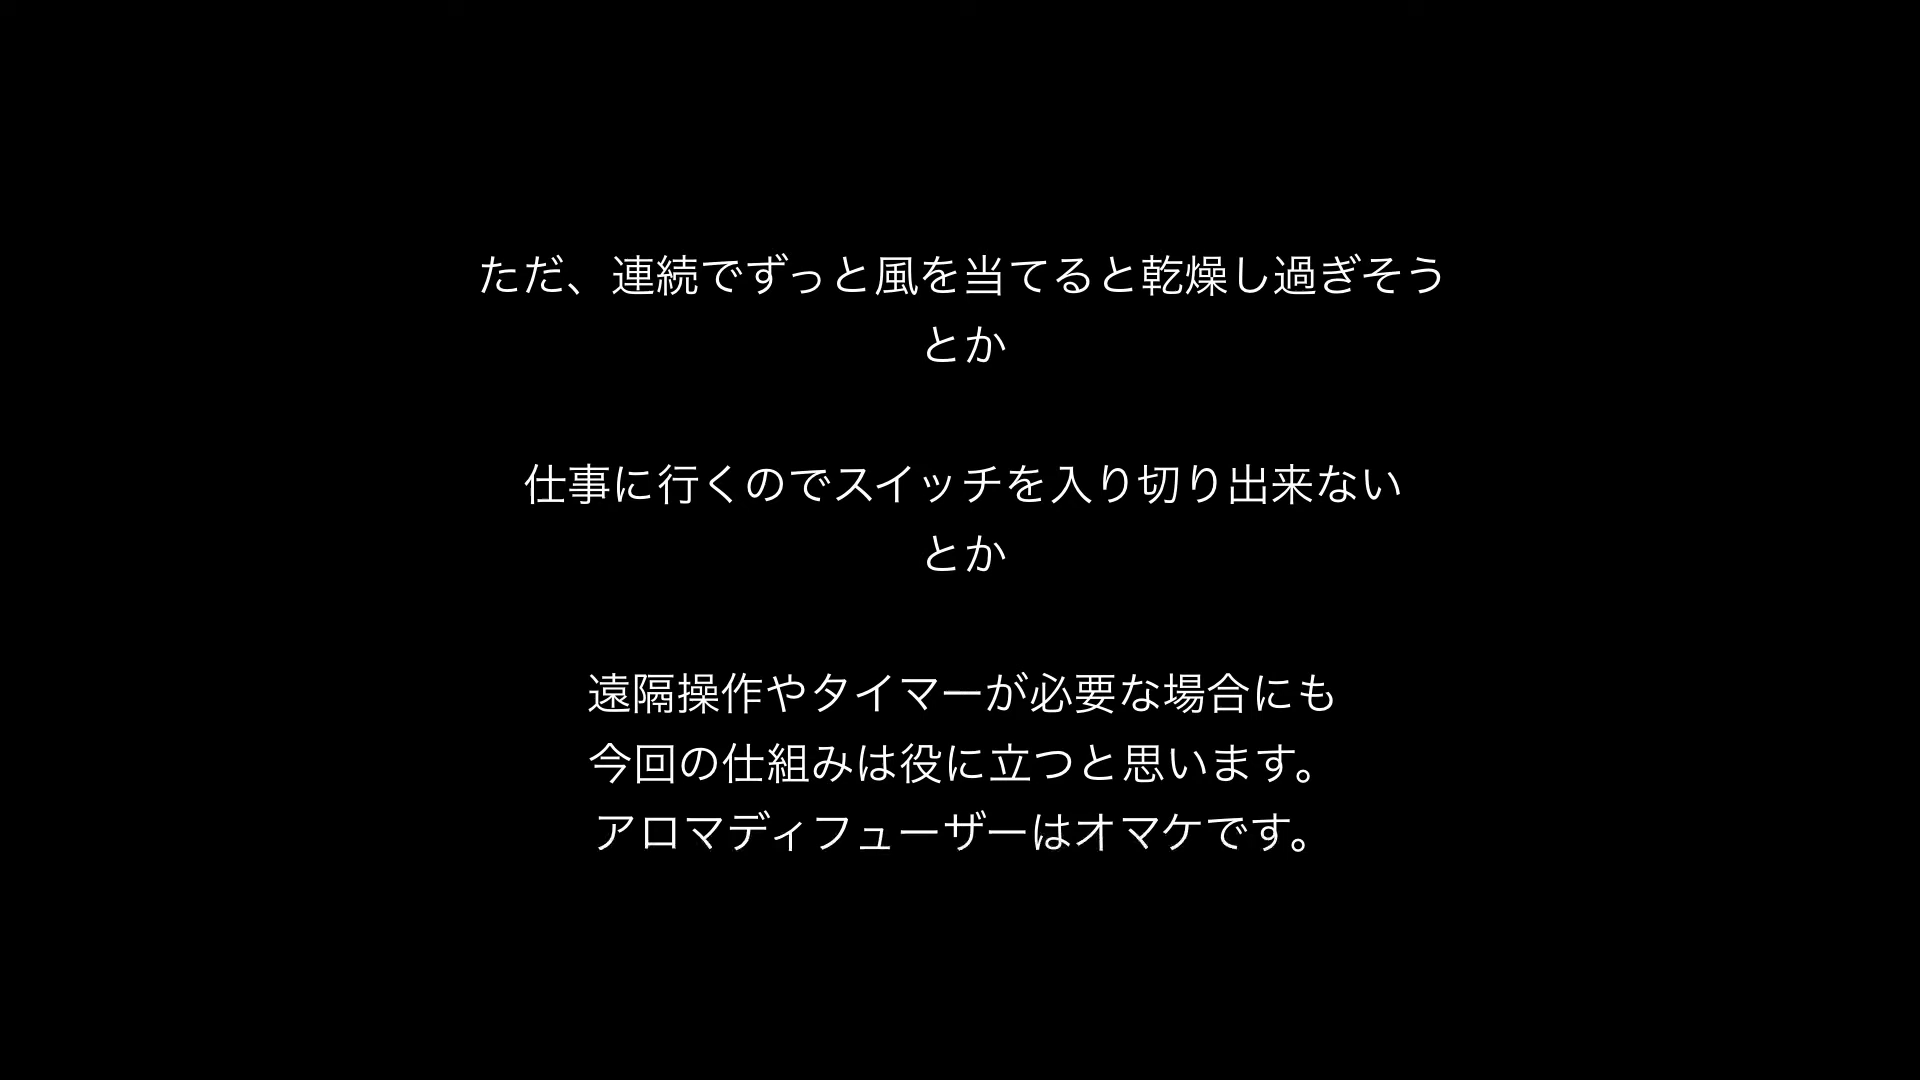 ただ、連続でずっと風を当てると乾燥し過ぎそう
とか
仕事に行くのでスイッチを入り切り出来ない
とか
遠隔操作やタイマーが必要な場合にも
今回の仕組みは役に立つと思います。
アロマディフューザーはオマケです。